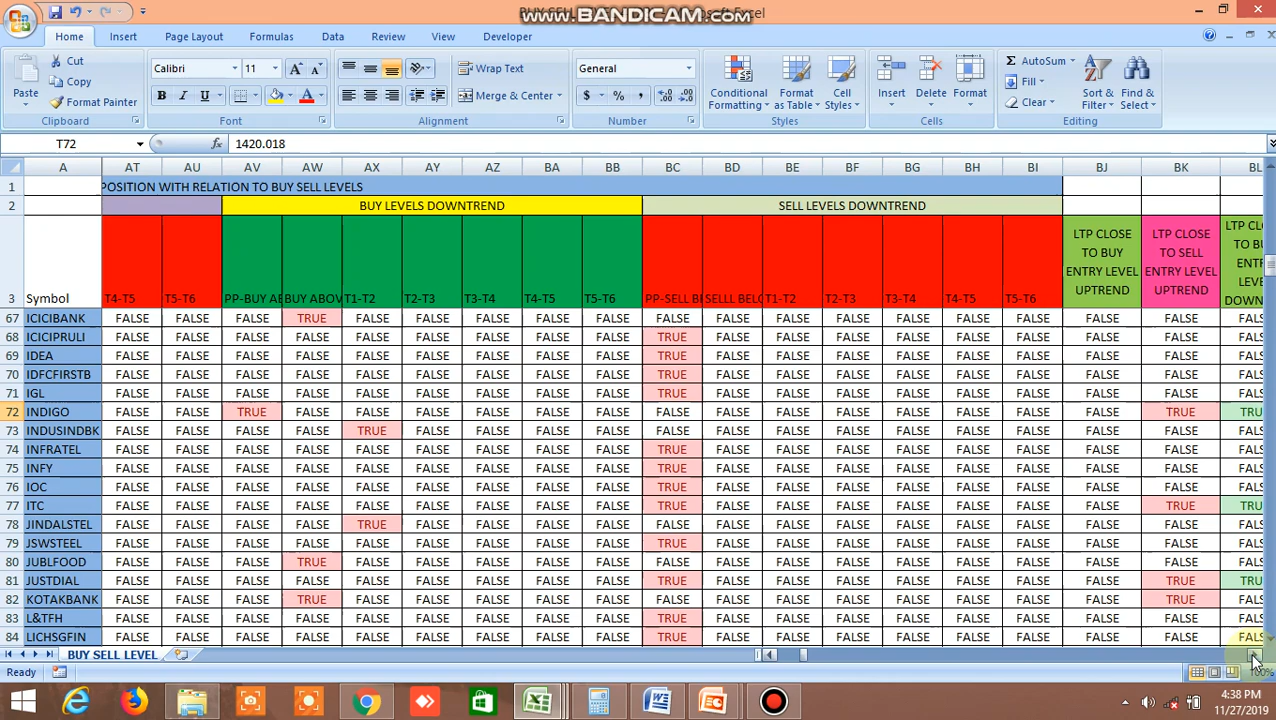 BUY SELL
www.BANDICAM.com
Microsoft Excel
Home Insert Page Layout Formulas Data Review View Developer
Paste Cut Copy Format Painter Clipboard
Calibri 11 Font
Wrap Text Merge & Center Alignment
General Number
Conditional Formatting Format as Table Cell Styles Styles
Insert Delete Format Cells
AutoSum Fill Clear Sort & Filter Find & Select Editing
T72 fx 1420.018
A AT AU AV AW AX AY AZ BA BB BC BD BE BF BG BH BI BJ BK BL
1 POSITION WITH RELATION TO BUY SELL LEVELS
2 BUY LEVELS DOWNTREND SELL LEVELS DOWNTREND
3 Symbol T4-T5 T5-T6 PP-BUY AB BUY ABOV T1-T2 T2-T3 T3-T4 T4-T5 T5-T6 PP-SELL BE SELLL BELO T1-T2 T2-T3 T3-T4 T4-T5 T5-T6 LTP CLOSE TO BUY ENTRY LEVEL UPTREND LTP CLOSE TO SELL ENTRY LEVEL UPTREND LTP CLO TO BU ENTRY LEVE DOWN
67 ICICIBANK FALSE FALSE FALSE TRUE FALSE FALSE FALSE FALSE FALSE FALSE FALSE FALSE FALSE FALSE FALSE FALSE FALSE FALSE FALS
68 ICICIPRULI FALSE FALSE FALSE FALSE FALSE FALSE FALSE FALSE FALSE TRUE FALSE FALSE FALSE FALSE FALSE FALSE FALSE FALSE FALS
69 IDEA FALSE FALSE FALSE FALSE FALSE FALSE FALSE FALSE FALSE TRUE FALSE FALSE FALSE FALSE FALSE FALSE FALSE FALSE FALS
70 IDFCFIRSTB FALSE FALSE FALSE FALSE FALSE FALSE FALSE FALSE FALSE TRUE FALSE FALSE FALSE FALSE FALSE FALSE FALSE FALSE FALS
71 IGL FALSE FALSE FALSE FALSE FALSE FALSE FALSE FALSE FALSE TRUE FALSE FALSE FALSE FALSE FALSE FALSE FALSE FALSE FALS
72 INDIGO FALSE FALSE TRUE FALSE FALSE FALSE FALSE FALSE FALSE FALSE FALSE FALSE FALSE FALSE FALSE FALSE FALSE TRUE TRU
73 INDUSINDBK FALSE FALSE FALSE FALSE TRUE FALSE FALSE FALSE FALSE FALSE FALSE FALSE FALSE FALSE FALSE FALSE FALSE FALSE FALS
74 INFRATEL FALSE FALSE FALSE FALSE FALSE FALSE FALSE FALSE FALSE TRUE FALSE FALSE FALSE FALSE FALSE FALSE FALSE FALSE FALS
75 INFY FALSE FALSE FALSE FALSE FALSE FALSE FALSE FALSE FALSE TRUE FALSE FALSE FALSE FALSE FALSE FALSE FALSE FALSE FALS
76 IOC FALSE FALSE FALSE FALSE FALSE FALSE FALSE FALSE FALSE TRUE FALSE FALSE FALSE FALSE FALSE FALSE FALSE FALSE FALS
77 ITC FALSE FALSE FALSE FALSE FALSE FALSE FALSE FALSE FALSE TRUE FALSE FALSE FALSE FALSE FALSE FALSE FALSE TRUE TRU
78 JINDALSTEL FALSE FALSE FALSE FALSE TRUE FALSE FALSE FALSE FALSE FALSE FALSE FALSE FALSE FALSE FALSE FALSE FALSE FALSE FALS
79 JSWSTEEL FALSE FALSE FALSE FALSE FALSE FALSE FALSE FALSE FALSE TRUE FALSE FALSE FALSE FALSE FALSE FALSE FALSE FALSE FALS
80 JUBLFOOD FALSE FALSE FALSE TRUE FALSE FALSE FALSE FALSE FALSE FALSE FALSE FALSE FALSE FALSE FALSE FALSE FALSE FALSE FALS
81 JUSTDIAL FALSE FALSE FALSE FALSE FALSE FALSE FALSE FALSE FALSE TRUE FALSE FALSE FALSE FALSE FALSE FALSE FALSE TRUE TRU
82 KOTAKBANK FALSE FALSE FALSE TRUE FALSE FALSE FALSE FALSE FALSE FALSE FALSE FALSE FALSE FALSE FALSE FALSE FALSE TRUE FALS
83 L&TFH FALSE FALSE FALSE FALSE FALSE FALSE FALSE FALSE FALSE TRUE FALSE FALSE FALSE FALSE FALSE FALSE FALSE FALSE FALS
84 LICHSGFIN FALSE FALSE FALSE FALSE FALSE FALSE FALSE FALSE FALSE TRUE FALSE FALSE FALSE FALSE FALSE FALSE FALSE FALSE FALS
BUY SELL LEVEL
Ready 100%
4:38 PM
11/27/2019